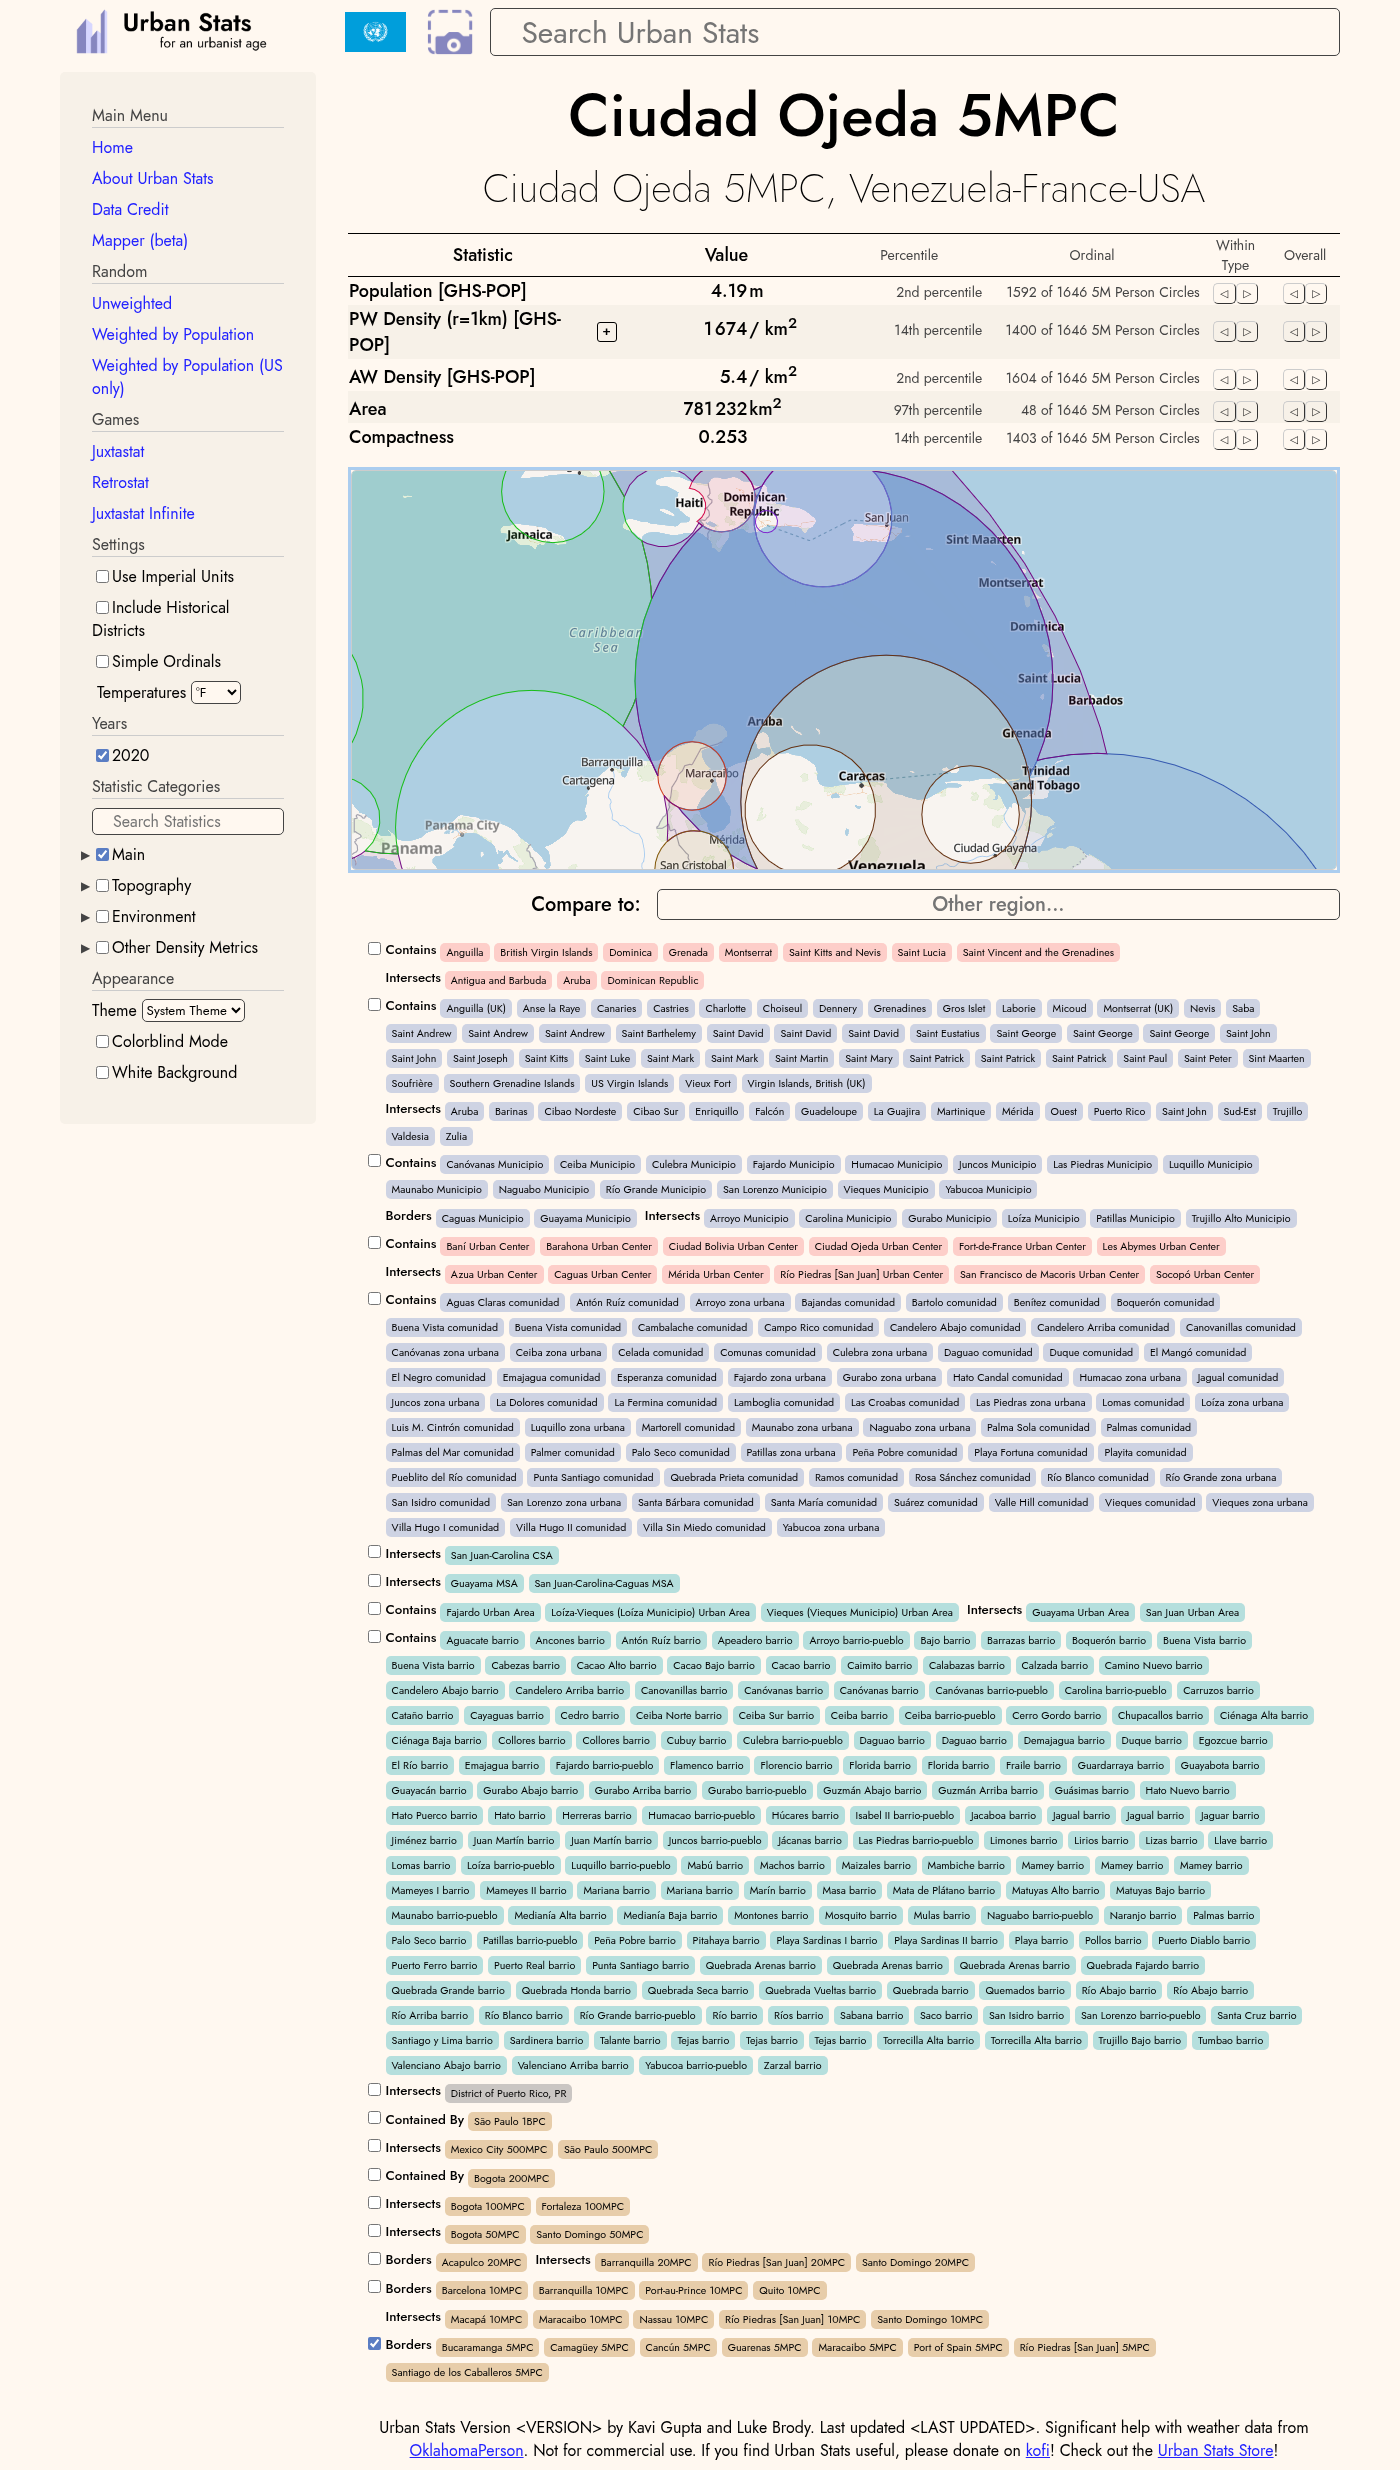 Urban Stats
for an urbanist age
Search Urban Stats
Main Menu
Home
About Urban Stats
Data Credit
Mapper (beta)
Random
Unweighted
Weighted by Population
Weighted by Population (US only)
Games
Juxtastat
Retrostat
Juxtastat Infinite
Settings
Use Imperial Units
Include Historical Districts
Simple Ordinals
Temperatures °F
Years
2020
Statistic Categories
Search Statistics
Main
Topography
Environment
Other Density Metrics
Appearance
Theme System Theme
Colorblind Mode
White Background
Ciudad Ojeda 5MPC
Ciudad Ojeda 5MPC, Venezuela-France-USA
Statistic Value Percentile Ordinal Within Type Overall
Population [GHS-POP] 4.19 m 2nd percentile 1592 of 1646 5M Person Circles
PW Density (r=1km) [GHS-POP] + 1 674 / km2 14th percentile 1400 of 1646 5M Person Circles
AW Density [GHS-POP] 5.4 / km2 2nd percentile 1604 of 1646 5M Person Circles
Area 781 232 km2 97th percentile 48 of 1646 5M Person Circles
Compactness 0.253 14th percentile 1403 of 1646 5M Person Circles
Haiti
Dominican Republic
San Juan
Jamaica
Sint Maarten
Montserrat
Caribbean Sea
Dominica
Saint Lucia
Barbados
Aruba
Grenada
Barranquilla
Cartagena
Maracaibo
Caracas
Trinidad and Tobago
Panama City
Panama
Mérida
Ciudad Guayana
San Cristobal
Venezuela
Compare to: Other region...
Contains Anguilla British Virgin Islands Dominica Grenada Montserrat Saint Kitts and Nevis Saint Lucia Saint Vincent and the Grenadines
Intersects Antigua and Barbuda Aruba Dominican Republic
Contains Anguilla (UK) Anse la Raye Canaries Castries Charlotte Choiseul Dennery Grenadines Gros Islet Laborie Micoud Montserrat (UK) Nevis Saba
Saint Andrew Saint Andrew Saint Andrew Saint Barthelemy Saint David Saint David Saint David Saint Eustatius Saint George Saint George Saint George Saint John
Saint John Saint Joseph Saint Kitts Saint Luke Saint Mark Saint Mark Saint Martin Saint Mary Saint Patrick Saint Patrick Saint Patrick Saint Paul Saint Peter Sint Maarten
Soufrière Southern Grenadine Islands US Virgin Islands Vieux Fort Virgin Islands, British (UK)
Intersects Aruba Barinas Cibao Nordeste Cibao Sur Enriquillo Falcón Guadeloupe La Guajira Martinique Mérida Ouest Puerto Rico Saint John Sud-Est Trujillo
Valdesia Zulia
Contains Canóvanas Municipio Ceiba Municipio Culebra Municipio Fajardo Municipio Humacao Municipio Juncos Municipio Las Piedras Municipio Luquillo Municipio
Maunabo Municipio Naguabo Municipio Río Grande Municipio San Lorenzo Municipio Vieques Municipio Yabucoa Municipio
Borders Caguas Municipio Guayama Municipio Intersects Arroyo Municipio Carolina Municipio Gurabo Municipio Loíza Municipio Patillas Municipio Trujillo Alto Municipio
Contains Baní Urban Center Barahona Urban Center Ciudad Bolivia Urban Center Ciudad Ojeda Urban Center Fort-de-France Urban Center Les Abymes Urban Center
Intersects Azua Urban Center Caguas Urban Center Mérida Urban Center Río Piedras [San Juan] Urban Center San Francisco de Macoris Urban Center Socopó Urban Center
Contains Aguas Claras comunidad Antón Ruíz comunidad Arroyo zona urbana Bajandas comunidad Bartolo comunidad Benítez comunidad Boquerón comunidad
Buena Vista comunidad Buena Vista comunidad Cambalache comunidad Campo Rico comunidad Candelero Abajo comunidad Candelero Arriba comunidad Canovanillas comunidad
Canóvanas zona urbana Ceiba zona urbana Celada comunidad Comunas comunidad Culebra zona urbana Daguao comunidad Duque comunidad El Mangó comunidad
El Negro comunidad Emajagua comunidad Esperanza comunidad Fajardo zona urbana Gurabo zona urbana Hato Candal comunidad Humacao zona urbana Jagual comunidad
Juncos zona urbana La Dolores comunidad La Fermina comunidad Lamboglia comunidad Las Croabas comunidad Las Piedras zona urbana Lomas comunidad Loíza zona urbana
Luis M. Cintrón comunidad Luquillo zona urbana Martorell comunidad Maunabo zona urbana Naguabo zona urbana Palma Sola comunidad Palmas comunidad
Palmas del Mar comunidad Palmer comunidad Palo Seco comunidad Patillas zona urbana Peña Pobre comunidad Playa Fortuna comunidad Playita comunidad
Pueblito del Río comunidad Punta Santiago comunidad Quebrada Prieta comunidad Ramos comunidad Rosa Sánchez comunidad Río Blanco comunidad Río Grande zona urbana
San Isidro comunidad San Lorenzo zona urbana Santa Bárbara comunidad Santa María comunidad Suárez comunidad Valle Hill comunidad Vieques comunidad Vieques zona urbana
Villa Hugo I comunidad Villa Hugo II comunidad Villa Sin Miedo comunidad Yabucoa zona urbana
Intersects San Juan-Carolina CSA
Intersects Guayama MSA San Juan-Carolina-Caguas MSA
Contains Fajardo Urban Area Loíza-Vieques (Loíza Municipio) Urban Area Vieques (Vieques Municipio) Urban Area Intersects Guayama Urban Area San Juan Urban Area
Contains Aguacate barrio Ancones barrio Antón Ruíz barrio Apeadero barrio Arroyo barrio-pueblo Bajo barrio Barrazas barrio Boquerón barrio Buena Vista barrio
Buena Vista barrio Cabezas barrio Cacao Alto barrio Cacao Bajo barrio Cacao barrio Caimito barrio Calabazas barrio Calzada barrio Camino Nuevo barrio
Candelero Abajo barrio Candelero Arriba barrio Canovanillas barrio Canóvanas barrio Canóvanas barrio Canóvanas barrio-pueblo Carolina barrio-pueblo Carruzos barrio
Cataño barrio Cayaguas barrio Cedro barrio Ceiba Norte barrio Ceiba Sur barrio Ceiba barrio Ceiba barrio-pueblo Cerro Gordo barrio Chupacallos barrio Ciénaga Alta barrio
Ciénaga Baja barrio Collores barrio Collores barrio Cubuy barrio Culebra barrio-pueblo Daguao barrio Daguao barrio Demajagua barrio Duque barrio Egozcue barrio
El Río barrio Emajagua barrio Fajardo barrio-pueblo Flamenco barrio Florencio barrio Florida barrio Florida barrio Fraile barrio Guardarraya barrio Guayabota barrio
Guayacán barrio Gurabo Abajo barrio Gurabo Arriba barrio Gurabo barrio-pueblo Guzmán Abajo barrio Guzmán Arriba barrio Guásimas barrio Hato Nuevo barrio
Hato Puerco barrio Hato barrio Herreras barrio Humacao barrio-pueblo Húcares barrio Isabel II barrio-pueblo Jacaboa barrio Jagual barrio Jagual barrio Jaguar barrio
Jiménez barrio Juan Martín barrio Juan Martín barrio Juncos barrio-pueblo Jácanas barrio Las Piedras barrio-pueblo Limones barrio Lirios barrio Lizas barrio Llave barrio
Lomas barrio Loíza barrio-pueblo Luquillo barrio-pueblo Mabú barrio Machos barrio Maizales barrio Mambiche barrio Mamey barrio Mamey barrio Mamey barrio
Mameyes I barrio Mameyes II barrio Mariana barrio Mariana barrio Marín barrio Masa barrio Mata de Plátano barrio Matuyas Alto barrio Matuyas Bajo barrio
Maunabo barrio-pueblo Medianía Alta barrio Medianía Baja barrio Montones barrio Mosquito barrio Mulas barrio Naguabo barrio-pueblo Naranjo barrio Palmas barrio
Palo Seco barrio Patillas barrio-pueblo Peña Pobre barrio Pitahaya barrio Playa Sardinas I barrio Playa Sardinas II barrio Playa barrio Pollos barrio Puerto Diablo barrio
Puerto Ferro barrio Puerto Real barrio Punta Santiago barrio Quebrada Arenas barrio Quebrada Arenas barrio Quebrada Arenas barrio Quebrada Fajardo barrio
Quebrada Grande barrio Quebrada Honda barrio Quebrada Seca barrio Quebrada Vueltas barrio Quebrada barrio Quemados barrio Río Abajo barrio Río Abajo barrio
Río Arriba barrio Río Blanco barrio Río Grande barrio-pueblo Río barrio Ríos barrio Sabana barrio Saco barrio San Isidro barrio San Lorenzo barrio-pueblo Santa Cruz barrio
Santiago y Lima barrio Sardinera barrio Talante barrio Tejas barrio Tejas barrio Tejas barrio Torrecilla Alta barrio Torrecilla Alta barrio Trujillo Bajo barrio Tumbao barrio
Valenciano Abajo barrio Valenciano Arriba barrio Yabucoa barrio-pueblo Zarzal barrio
Intersects District of Puerto Rico, PR
Contained By São Paulo 1BPC
Intersects Mexico City 500MPC São Paulo 500MPC
Contained By Bogota 200MPC
Intersects Bogota 100MPC Fortaleza 100MPC
Intersects Bogota 50MPC Santo Domingo 50MPC
Borders Acapulco 20MPC Intersects Barranquilla 20MPC Río Piedras [San Juan] 20MPC Santo Domingo 20MPC
Borders Barcelona 10MPC Barranquilla 10MPC Port-au-Prince 10MPC Quito 10MPC
Intersects Macapá 10MPC Maracaibo 10MPC Nassau 10MPC Río Piedras [San Juan] 10MPC Santo Domingo 10MPC
Borders Bucaramanga 5MPC Camagüey 5MPC Cancún 5MPC Guarenas 5MPC Maracaibo 5MPC Port of Spain 5MPC Río Piedras [San Juan] 5MPC
Santiago de los Caballeros 5MPC
Urban Stats Version <VERSION> by Kavi Gupta and Luke Brody. Last updated <LAST UPDATED>. Significant help with weather data from
OklahomaPerson. Not for commercial use. If you find Urban Stats useful, please donate on kofi! Check out the Urban Stats Store!